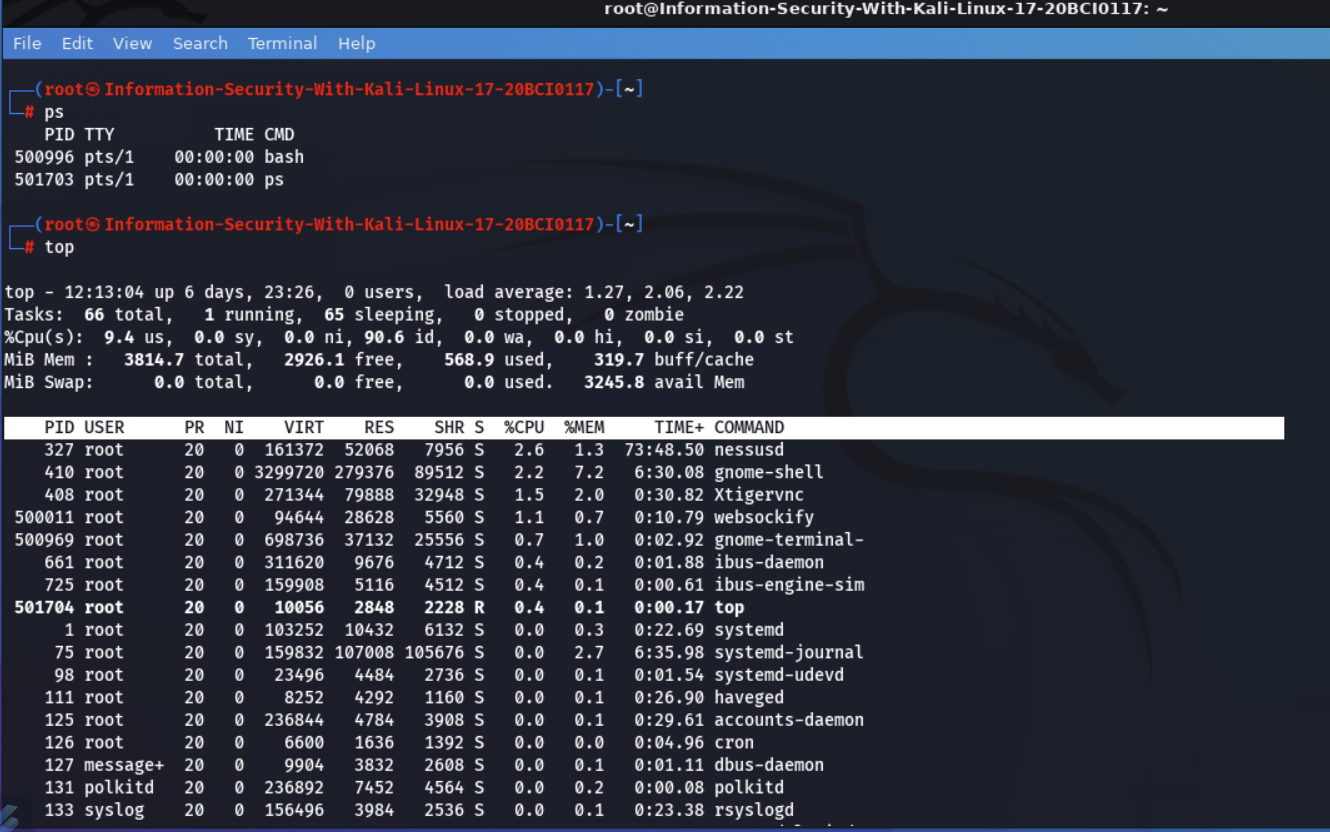 root@Information-Security-With-Kali-Linux-17-20BCI0117: ~
File Edit View Search Terminal Help
┌──(root㉿Information-Security-With-Kali-Linux-17-20BCI0117)-[~]
└─# ps
    PID TTY          TIME CMD
 500996 pts/1    00:00:00 bash
 501703 pts/1    00:00:00 ps
┌──(root㉿Information-Security-With-Kali-Linux-17-20BCI0117)-[~]
└─# top
top - 12:13:04 up 6 days, 23:26,  0 users,  load average: 1.27, 2.06, 2.22
Tasks:  66 total,   1 running,  65 sleeping,   0 stopped,   0 zombie
%Cpu(s):  9.4 us,  0.0 sy,  0.0 ni, 90.6 id,  0.0 wa,  0.0 hi,  0.0 si,  0.0 st
MiB Mem :   3814.7 total,   2926.1 free,    568.9 used,    319.7 buff/cache
MiB Swap:      0.0 total,      0.0 free,      0.0 used.   3245.8 avail Mem
    PID USER      PR  NI    VIRT    RES    SHR S  %CPU  %MEM     TIME+ COMMAND
    327 root      20   0  161372  52068   7956 S   2.6   1.3  73:48.50 nessusd
    410 root      20   0 3299720 279376  89512 S   2.2   7.2   6:30.08 gnome-shell
    408 root      20   0  271344  79888  32948 S   1.5   2.0   0:30.82 Xtigervnc
 500011 root      20   0   94644  28628   5560 S   1.1   0.7   0:10.79 websockify
 500969 root      20   0  698736  37132  25556 S   0.7   1.0   0:02.92 gnome-terminal-
    661 root      20   0  311620   9676   4712 S   0.4   0.2   0:01.88 ibus-daemon
    725 root      20   0  159908   5116   4512 S   0.4   0.1   0:00.61 ibus-engine-sim
 501704 root      20   0   10056   2848   2228 R   0.4   0.1   0:00.17 top
      1 root      20   0  103252  10432   6132 S   0.0   0.3   0:22.69 systemd
     75 root      20   0  159832 107008 105676 S   0.0   2.7   6:35.98 systemd-journal
     98 root      20   0   23496   4484   2736 S   0.0   0.1   0:01.54 systemd-udevd
    111 root      20   0    8252   4292   1160 S   0.0   0.1   0:26.90 haveged
    125 root      20   0  236844   4784   3908 S   0.0   0.1   0:29.61 accounts-daemon
    126 root      20   0    6600   1636   1392 S   0.0   0.0   0:04.96 cron
    127 message+  20   0    9904   3832   2608 S   0.0   0.1   0:01.11 dbus-daemon
    131 polkitd   20   0  236892   7452   4564 S   0.0   0.2   0:00.08 polkitd
    133 syslog    20   0  156496   3984   2536 S   0.0   0.1   0:23.38 rsyslogd